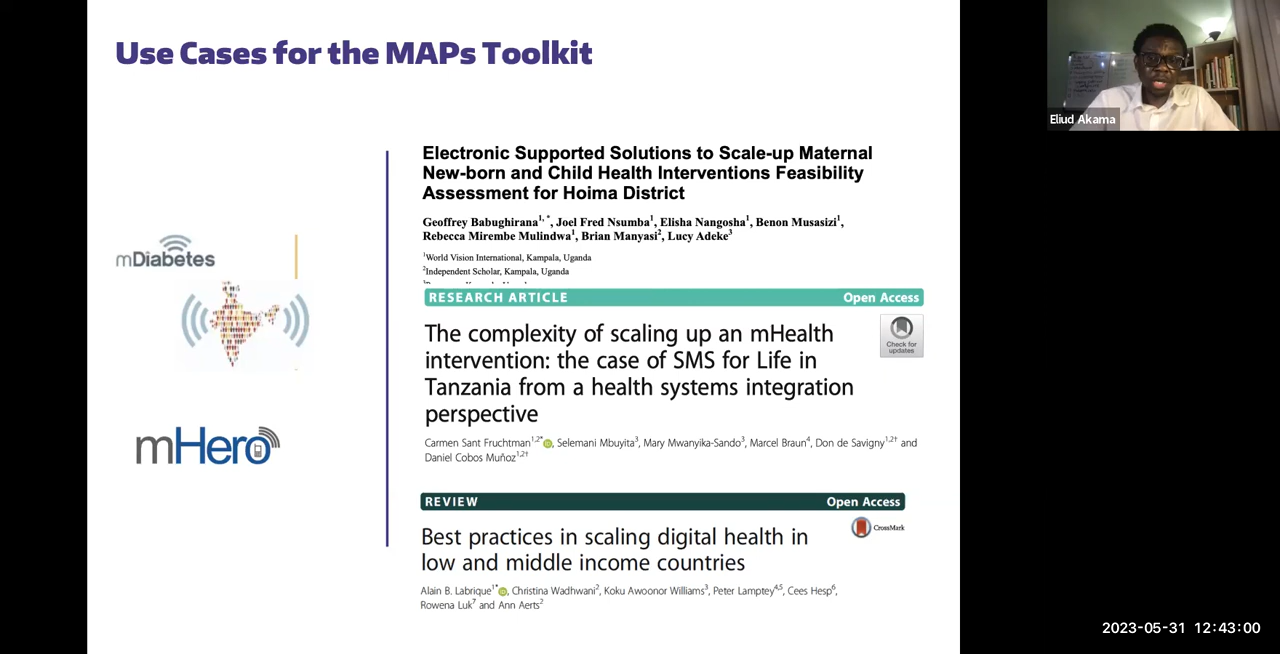 Use Cases for the MAPs Toolkit
Eliud Akama
Electronic Supported Solutions to Scale-up Maternal
New-born and Child Health Interventions Feasibility
Assessment for Hoima District
Geoffrey Babughirana1, *, Joel Fred Nsumba1, Elisha Nangosha1, Benon Musasizi1,
Rebecca Mirembe Mulindwa1, Brian Manyasi2, Lucy Adeke3
1World Vision International, Kampala, Uganda
2Independent Scholar, Kampala, Uganda
mDiabetes
mHero
RESEARCH ARTICLE Open Access
The complexity of scaling up an mHealth
intervention: the case of SMS for Life in
Tanzania from a health systems integration
perspective
Check for
updates
Carmen Sant Fruchtman1,2*, Selemani Mbuyita3, Mary Mwanyika-Sando3, Marcel Braun4, Don de Savigny1,2† and
Daniel Cobos Muñoz1,2†
REVIEW Open Access
Best practices in scaling digital health in
low and middle income countries
CrossMark
Alain B. Labrique1*, Christina Wadhwani2, Koku Awoonor Williams3, Peter Lamptey4,5, Cees Hesp6,
Rowena Luk7 and Ann Aerts2
2023-05-31 12:43:00